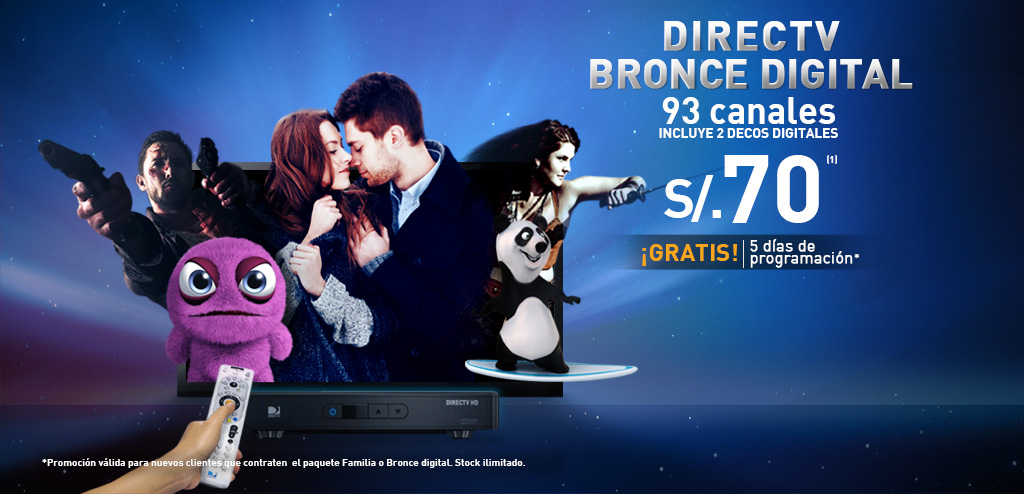 DIRECTV
BRONCE DIGITAL
93 canales
INCLUYE 2 DECOS DIGITALES
S/.70 (1)
¡GRATIS! 5 días de
programación*
DIRECTV HD
*Promoción válida para nuevos clientes que contraten el paquete Familia o Bronce digital. Stock ilimitado.